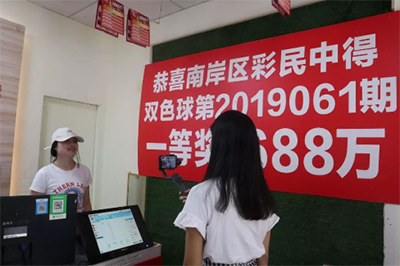 恭喜南岸区彩民中得
双色球第2019061期
一等奖 688万